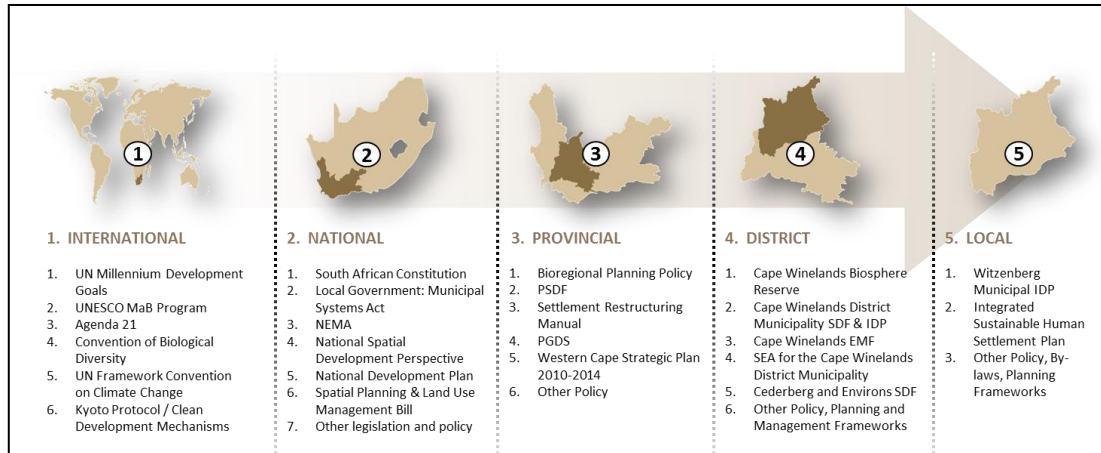 1
2
3
4
5
1. INTERNATIONAL
1. UN Millennium Development
Goals
2. UNESCO MaB Program
3. Agenda 21
4. Convention of Biological
Diversity
5. UN Framework Convention
on Climate Change
6. Kyoto Protocol / Clean
Development Mechanisms
2. NATIONAL
1. South African Constitution
2. Local Government: Municipal
Systems Act
3. NEMA
4. National Spatial
Development Perspective
5. National Development Plan
6. Spatial Planning & Land Use
Management Bill
7. Other legislation and policy
3. PROVINCIAL
1. Bioregional Planning Policy
2. PSDF
3. Settlement Restructuring
Manual
4. PGDS
5. Western Cape Strategic Plan
2010-2014
6. Other Policy
4. DISTRICT
1. Cape Winelands Biosphere
Reserve
2. Cape Winelands District
Municipality SDF & IDP
3. Cape Winelands EMF
4. SEA for the Cape Winelands
District Municipality
5. Cederberg and Environs SDF
6. Other Policy, Planning and
Management Frameworks
5. LOCAL
1. Witzenberg
Municipal IDP
2. Integrated
Sustainable Human
Settlement Plan
3. Other Policy, By-
laws, Planning
Frameworks